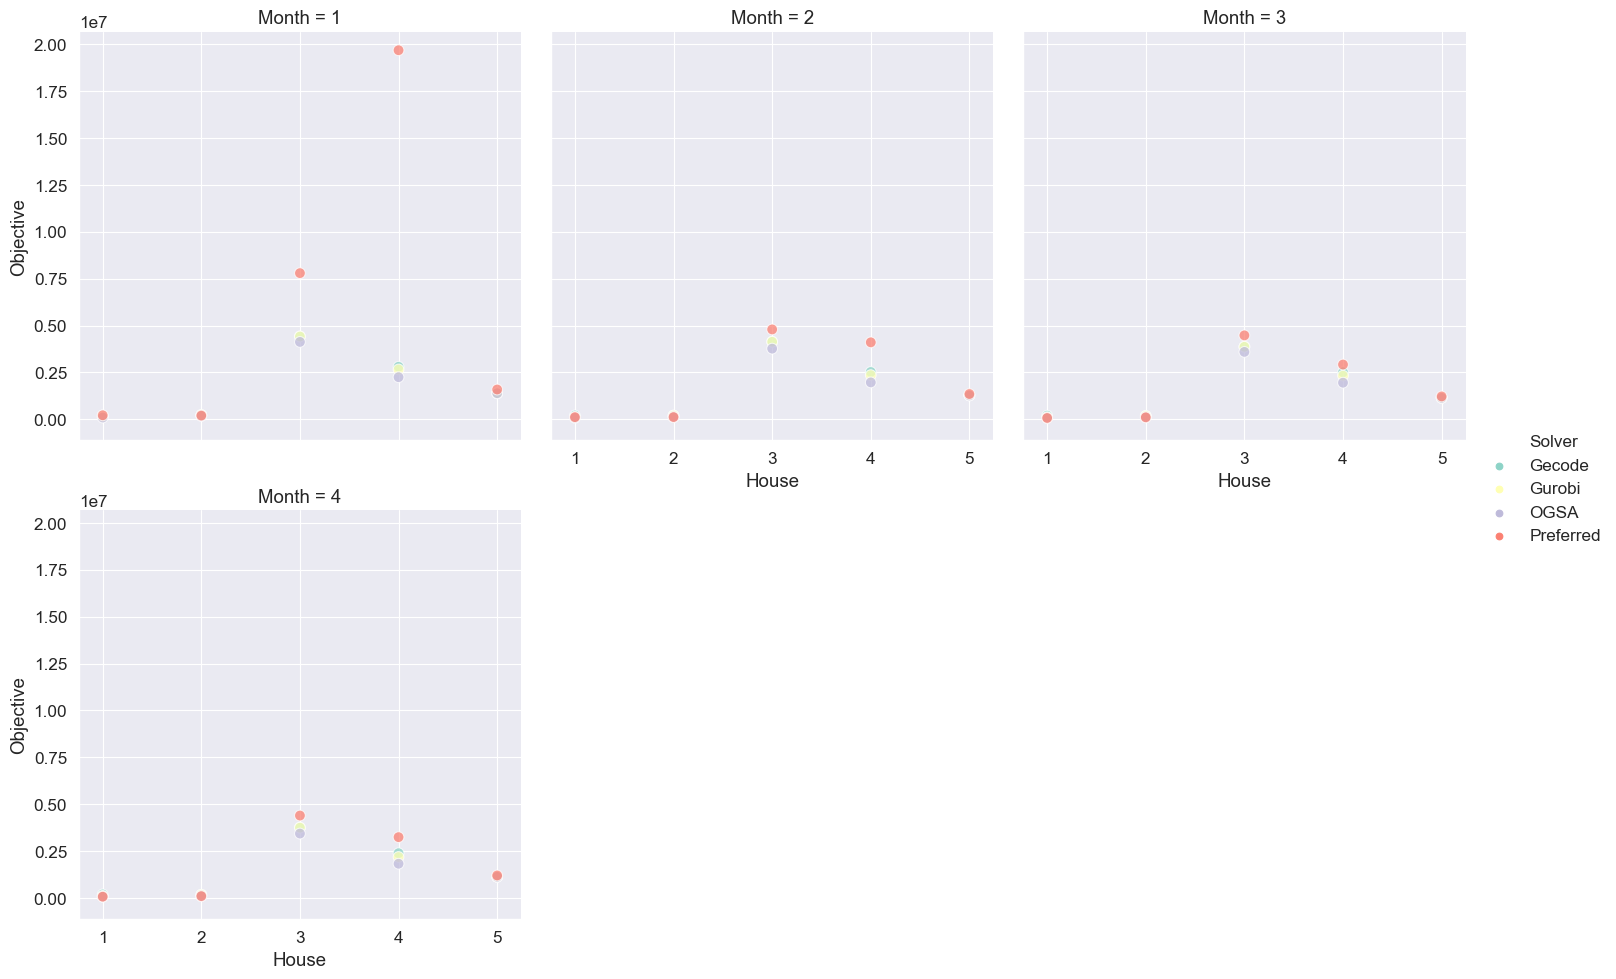 Month = 1
Month = 2
Month = 3
1e7
2.00
1.75
1.50
1.25
1.00
0.75
0.50
0.25
0.00
Objective
1 2 3 4 5
House
1 2 3 4 5
House
Solver
Gecode
Gurobi
OGSA
Preferred
Month = 4
1e7
2.00
1.75
1.50
1.25
1.00
0.75
0.50
0.25
0.00
Objective
1 2 3 4 5
House